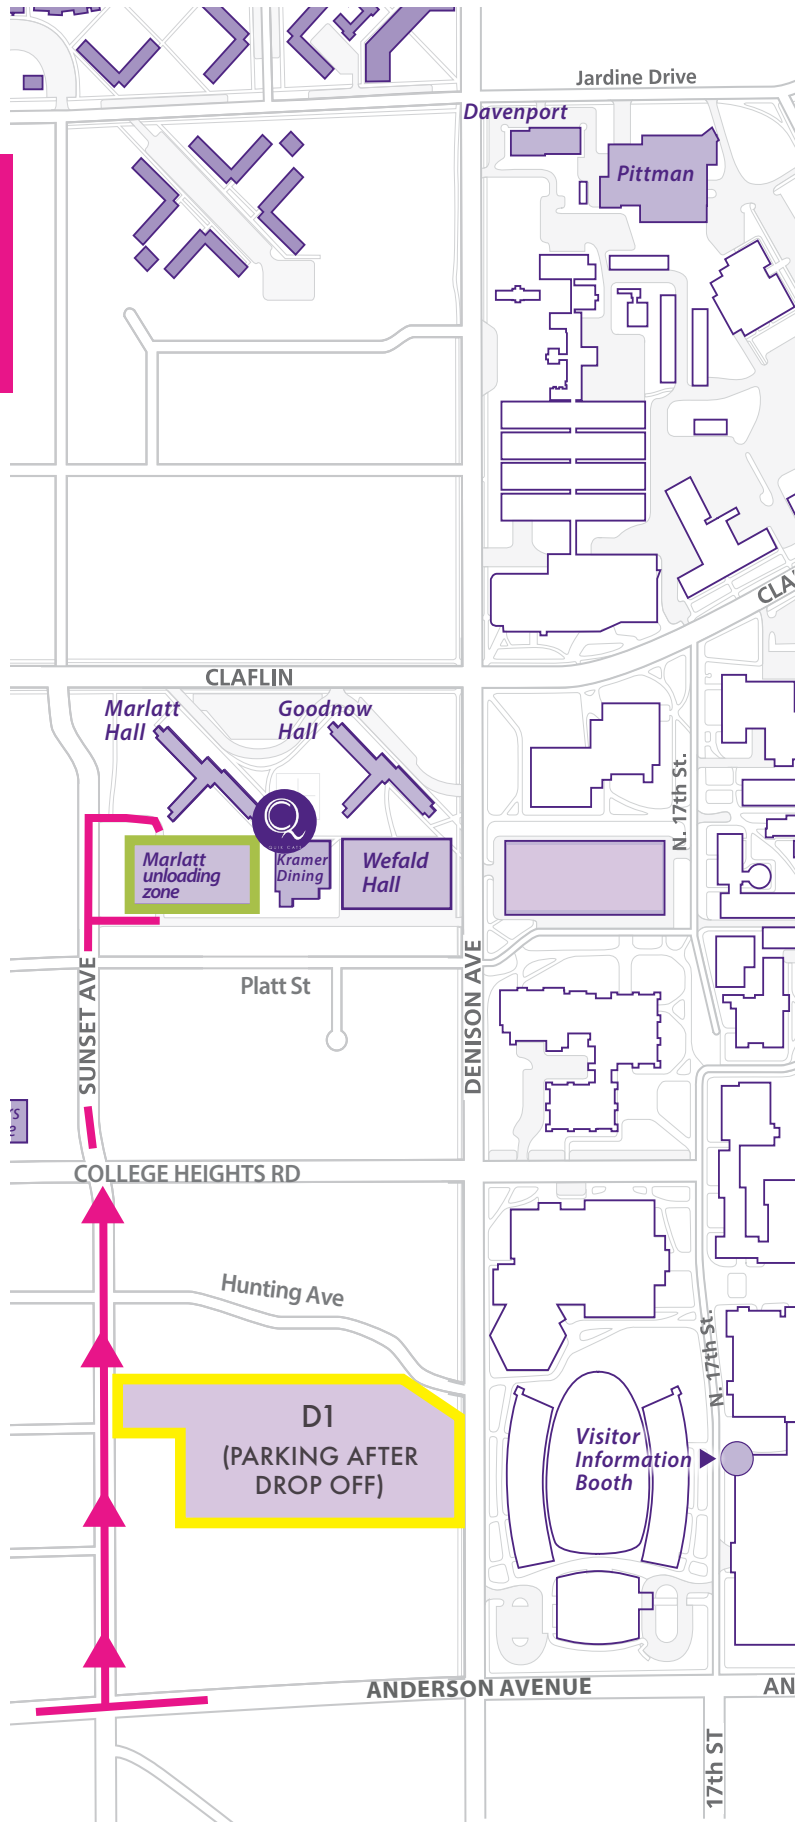 Jardine Drive
Davenport
Pittman
CLA
CLAFLIN
Marlatt
Hall
Goodnow
Hall
N. 17th St.
Q
QUIK CATS
Marlatt
unloading
zone
Kramer
Dining
Wefald
Hall
SUNSET AVE
DENISON AVE
Platt St
COLLEGE HEIGHTS RD
Hunting Ave
N. 17th St.
D1
(PARKING AFTER
DROP OFF)
Visitor
Information
Booth
ANDERSON AVENUE
AN
17th ST